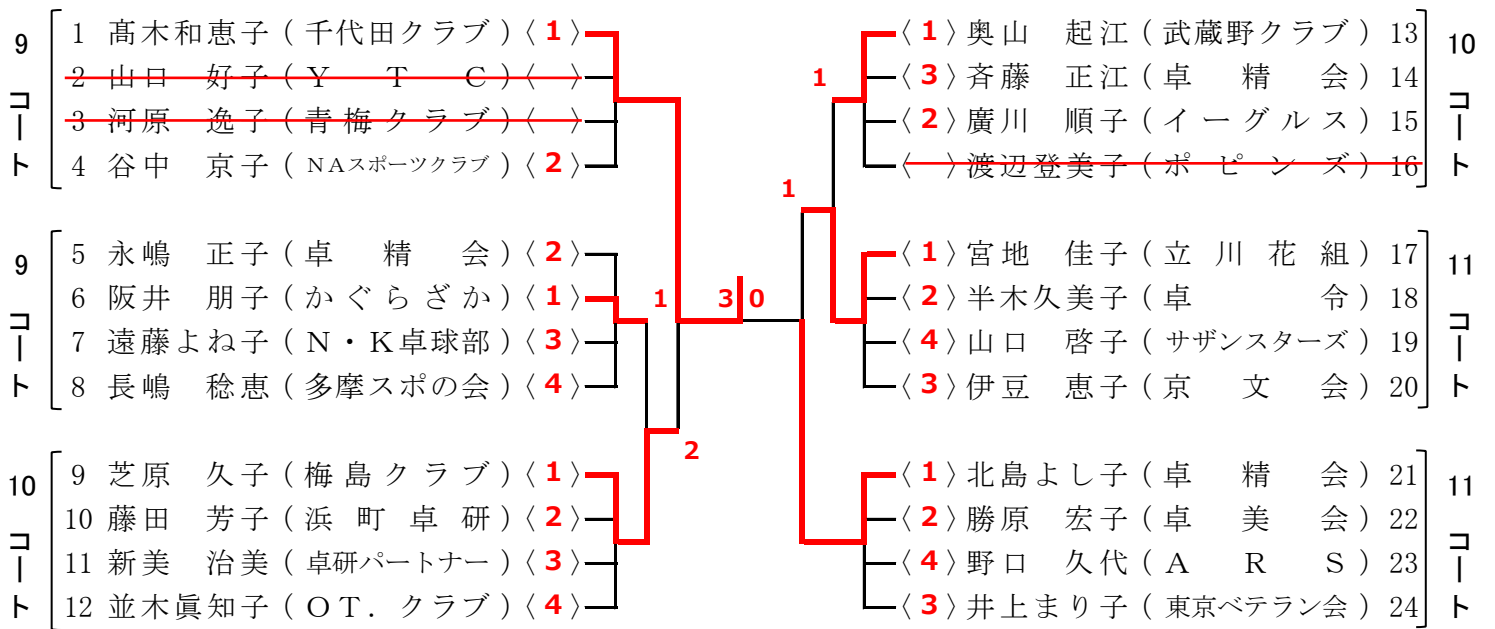 9 コート
1 髙木和恵子(千代田クラブ)〈1〉
2 山口 好子(Y T C)〈 〉
3 河原 逸子(青梅クラブ)〈 〉
4 谷中 京子(NAスポーツクラブ)〈2〉
9 コート
5 永嶋 正子(卓 精 会)〈2〉
6 阪井 朋子(かぐらざか)〈1〉
7 遠藤よね子(N・K卓球部)〈3〉
8 長嶋 稔恵(多摩スポの会)〈4〉
10 コート
9 芝原 久子(梅島クラブ)〈1〉
10 藤田 芳子(浜町卓研)〈2〉
11 新美 治美(卓研パートナー)〈3〉
12 並木眞知子(OT.クラブ)〈4〉
1
2
3 0
1
1
〈1〉奥山 起江(武蔵野クラブ)13
〈3〉斉藤 正江(卓 精 会)14
〈2〉廣川 順子(イーグルス)15
〈 〉渡辺登美子(ポピンズ)16
10 コート
〈1〉宮地 佳子(立川花組)17
〈2〉半木久美子(卓 令)18
〈4〉山口 啓子(サザンスターズ)19
〈3〉伊豆 恵子(京 文 会)20
11 コート
〈1〉北島よし子(卓 精 会)21
〈2〉勝原 宏子(卓 美 会)22
〈4〉野口 久代(A R S)23
〈3〉井上まり子(東京ベテラン会)24
11 コート